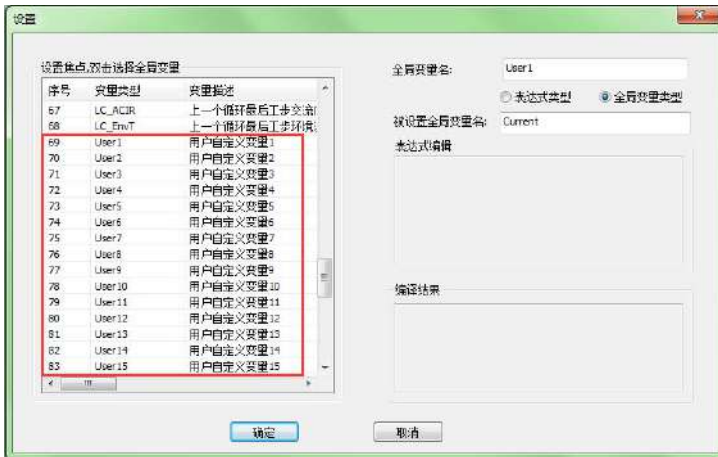 设置
设置焦点,双击选择全局变量
序号 变量类型 变量描述
67 LC_ACIR 上一个循环最后工步交流
68 LC_EnvT 上一个循环最后工步环境
69 User1 用户自定义变量1
70 User2 用户自定义变量2
71 User3 用户自定义变量3
72 User4 用户自定义变量4
73 User5 用户自定义变量5
74 User6 用户自定义变量6
75 User7 用户自定义变量7
76 User8 用户自定义变量8
77 User9 用户自定义变量9
78 User10 用户自定义变量10
79 User11 用户自定义变量11
80 User12 用户自定义变量12
81 User13 用户自定义变量13
82 User14 用户自定义变量14
83 User15 用户自定义变量15
全局变量名: User1
表达式类型 全局变量类型
被设置全局变量名: Current
表达式编辑
编译结果
确定 取消